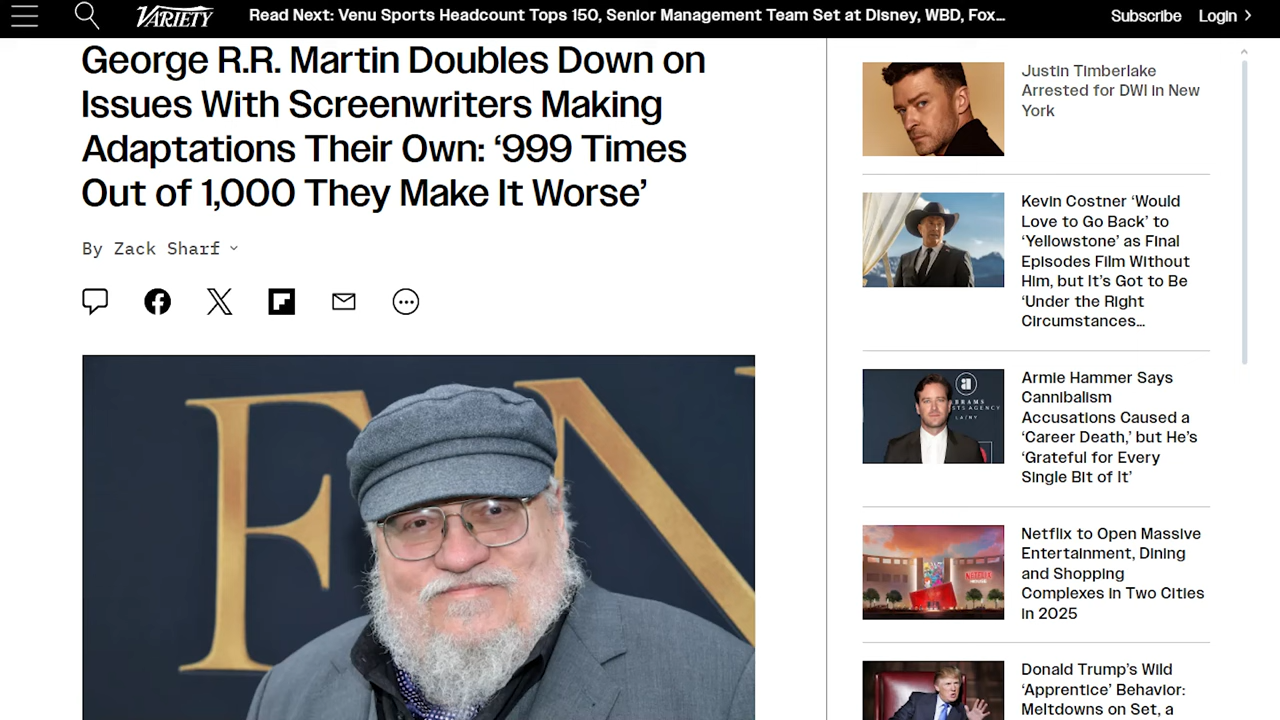 VARIETY
Read Next: Venu Sports Headcount Tops 150, Senior Management Team Set at Disney, WBD, Fox...
Subscribe
Login
George R.R. Martin Doubles Down on
Issues With Screenwriters Making
Adaptations Their Own: ‘999 Times
Out of 1,000 They Make It Worse’
By Zack Sharf
Justin Timberlake
Arrested for DWI in New
York
Kevin Costner ‘Would
Love to Go Back’ to
‘Yellowstone’ as Final
Episodes Film Without
Him, but It’s Got to Be
‘Under the Right
Circumstances…
Armie Hammer Says
Cannibalism
Accusations Caused a
‘Career Death,’ but He’s
‘Grateful for Every
Single Bit of It’
Netflix to Open Massive
Entertainment, Dining
and Shopping
Complexes in Two Cities
in 2025
Donald Trump’s Wild
‘Apprentice’ Behavior:
Meltdowns on Set, a